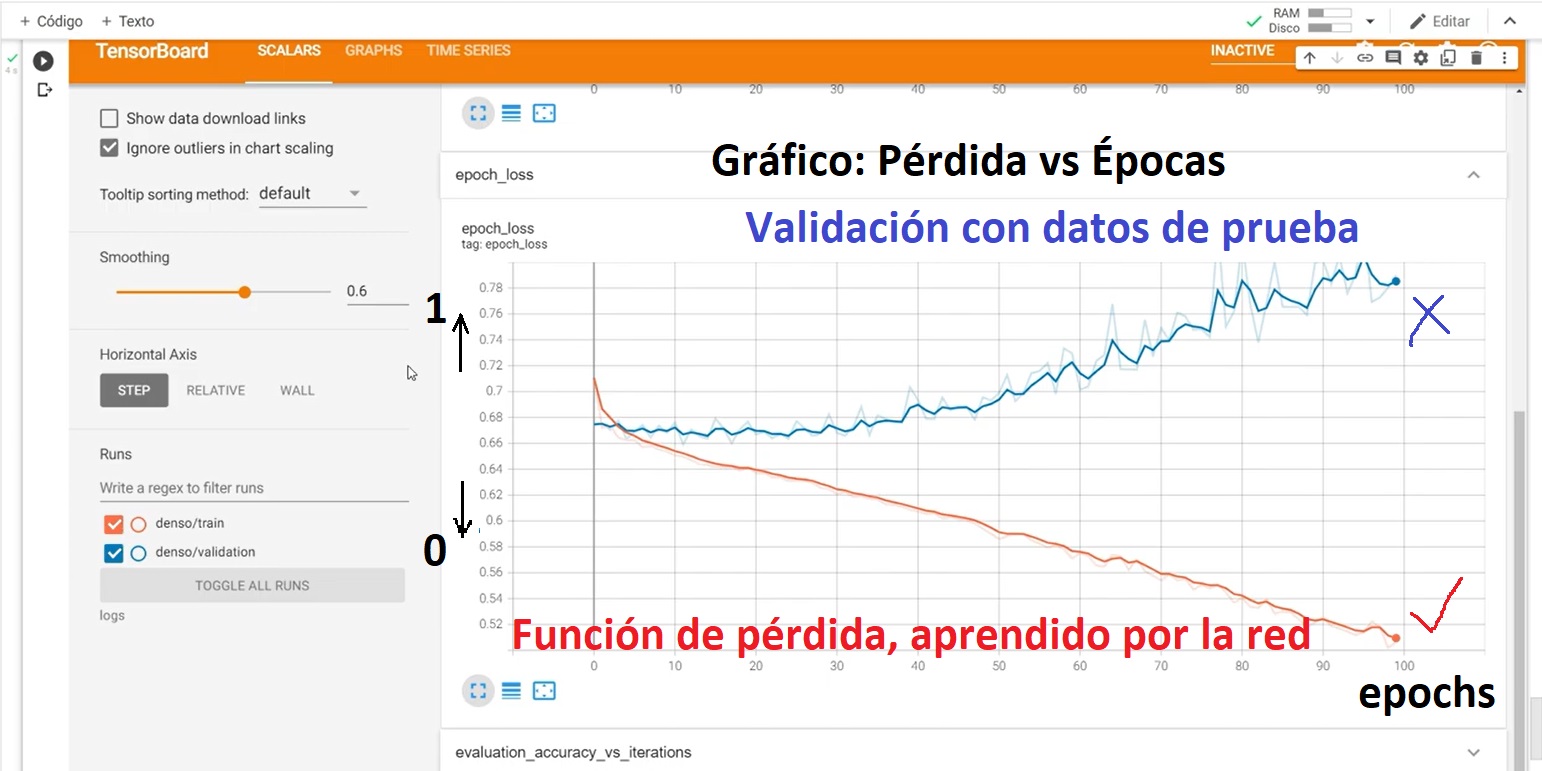 + Código + Texto
RAM
Disco
Editar
4 s
TensorBoard SCALARS GRAPHS TIME SERIES INACTIVE
Show data download links
Ignore outliers in chart scaling
Tooltip sorting method: default
Smoothing
0.6
Horizontal Axis
STEP RELATIVE WALL
Runs
Write a regex to filter runs
denso/train
denso/validation
TOGGLE ALL RUNS
logs
0 10 20 30 40 50 60 70 80 90 100
Gráfico: Pérdida vs Épocas
epoch_loss
Validación con datos de prueba
epoch_loss
tag: epoch_loss
1
0
0.78
0.76
0.74
0.72
0.7
0.68
0.66
0.64
0.62
0.6
0.58
0.56
0.54
0.52
Función de pérdida, aprendido por la red
0 10 20 30 40 50 60 70 80 90 100
epochs
evaluation_accuracy_vs_iterations